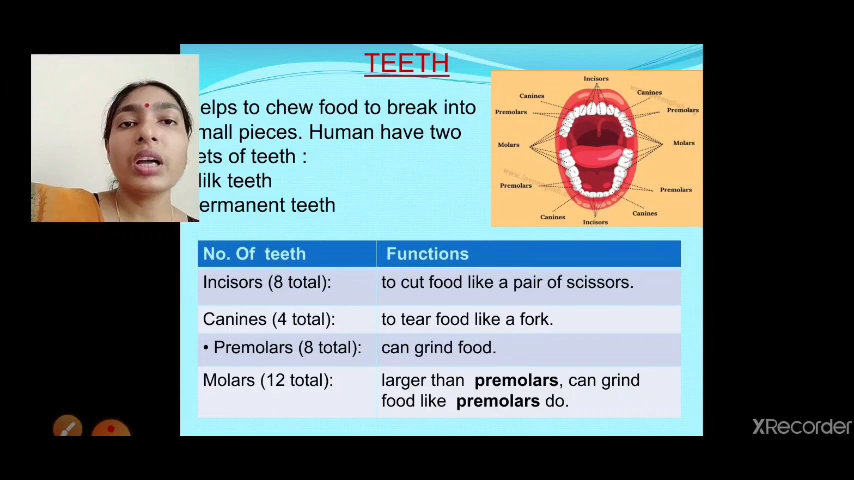 TEETH
elps to chew food to break into
mall pieces. Human have two
ets of teeth :
ilk teeth
ermanent teeth
Incisors
Canines
Canines
Premolars
Premolars
Molars
Molars
Premolars
Premolars
Canines
Canines
Incisors
No. Of teeth Functions
Incisors (8 total): to cut food like a pair of scissors.
Canines (4 total): to tear food like a fork.
• Premolars (8 total): can grind food.
Molars (12 total): larger than premolars, can grind
food like premolars do.
XRecorder